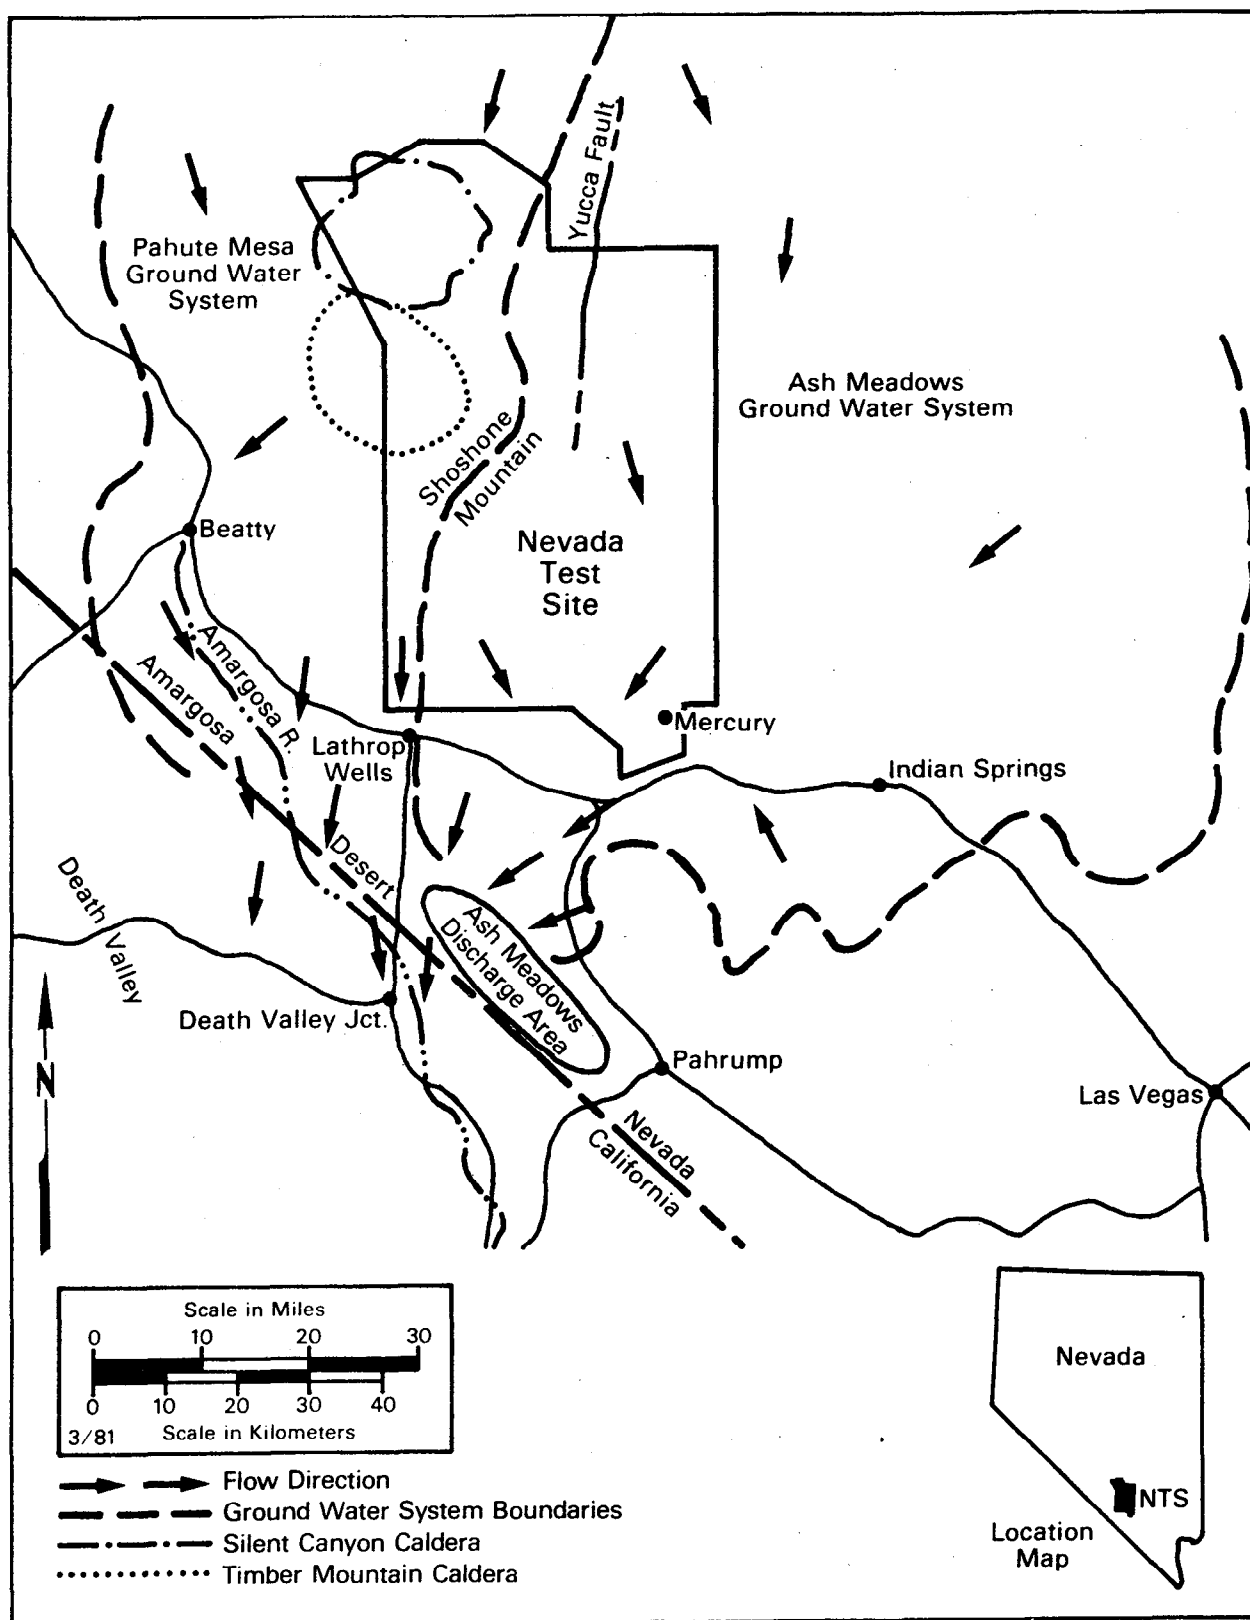 Yucca Fault
Pahute Mesa
Ground Water
System
Ash Meadows
Ground Water System
Shoshone
Mountain
Beatty
Nevada
Test
Site
Amargosa R.
Amargosa
Desert
Mercury
Lathrop
Wells
Indian Springs
Death Valley
Ash Meadows
Discharge Area
Death Valley Jct.
Pahrump
Las Vegas
N
Nevada
California
Scale in Miles
0 10 20 30
0 10 20 30 40
3/81 Scale in Kilometers
Flow Direction
Ground Water System Boundaries
Silent Canyon Caldera
Timber Mountain Caldera
Nevada
NTS
Location
Map